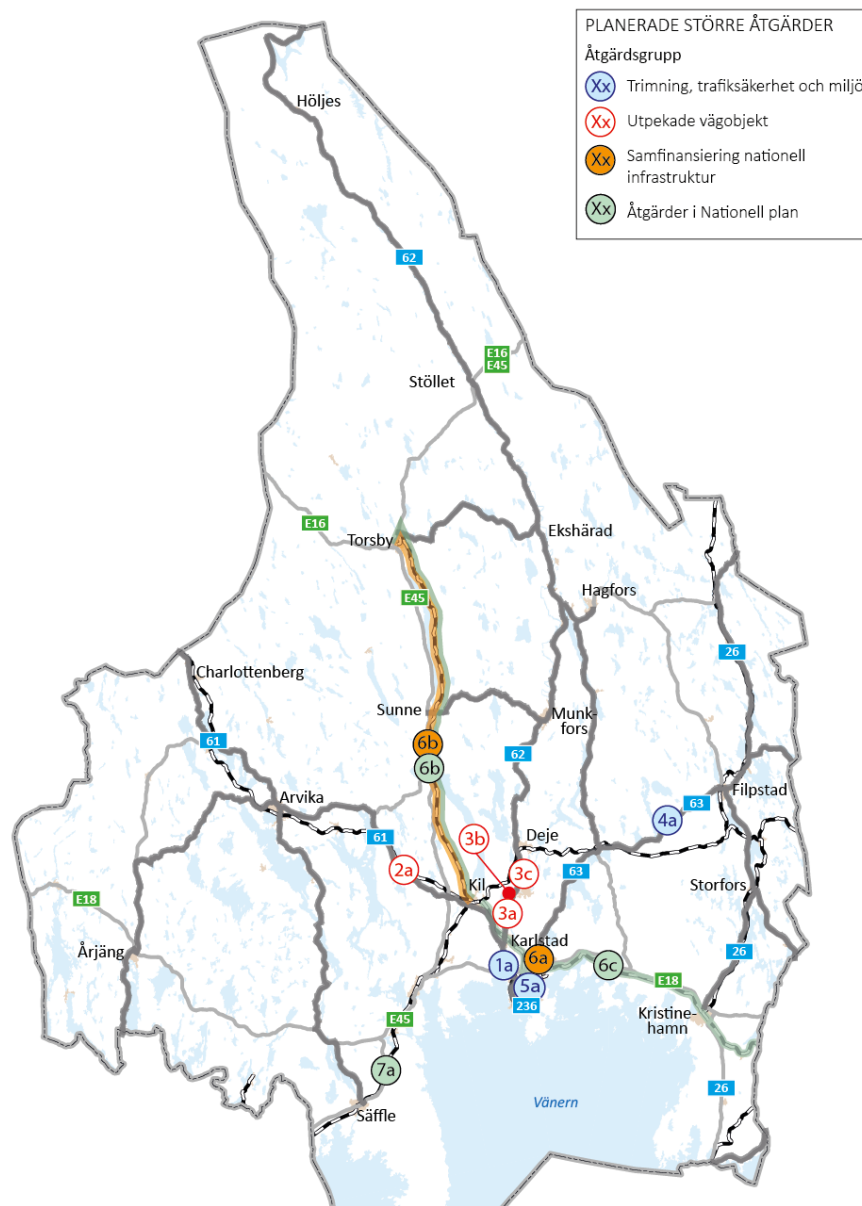 PLANERADE STÖRRE ÅTGÄRDER
Åtgärdsgrupp
Xx Trimning, trafiksäkerhet och miljö
Xx Utpekade vägobjekt
Xx Samfinansiering nationell
infrastruktur
Xx Åtgärder i Nationell plan
Höljes
62
E16
E45
Stöllet
E16
Torsby
Ekshärad
E45
Hagfors
26
Charlottenberg
Sunne
Munk-
fors
61
6b
62
6b
Filpstad
Arvika
63
4a
61
3b
Deje
2a
3c
63
Kil
Storfors
E18
3a
Årjäng
Karlstad
26
1a
6a
6c
5a
E18
236
Kristine-
hamn
E45
7a
26
Vänern
Säffle